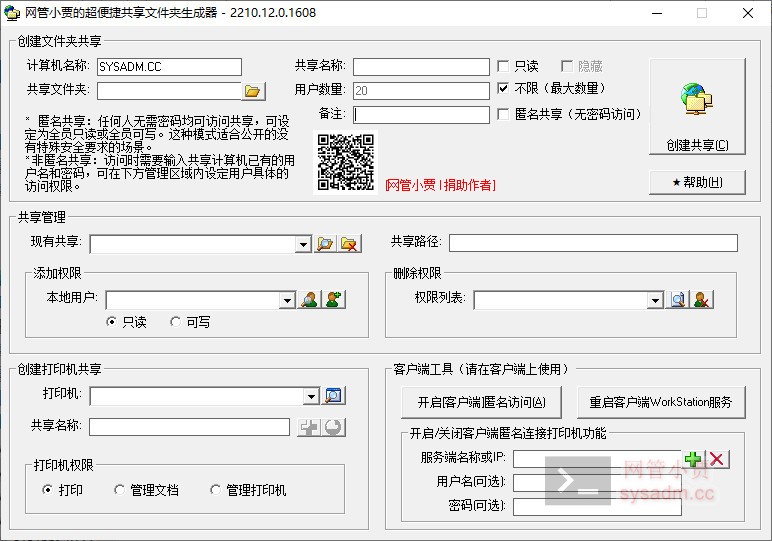 网管小贾的超便捷共享文件夹生成器 - 2210.12.0.1608
创建文件夹共享
计算机名称: SYSADM.CC
共享名称:
只读
隐藏
共享文件夹:
用户数量: 20
不限（最大数量）
备注:
匿名共享（无密码访问）
创建共享(C)
* 匿名共享：任何人无需密码均可访问共享，可设
定为全员只读或全员可写。这种模式适合公开的没
有特殊安全要求的场景。
*非匿名共享：访问时需要输入共享计算机已有的用
户名和密码，可在下方管理区域内设定用户具体的
访问权限。
[网管小贾 | 捐助作者]
★帮助(H)
共享管理
现有共享:
共享路径:
添加权限
本地用户:
只读
可写
删除权限
权限列表:
创建打印机共享
打印机:
共享名称:
打印机权限
打印
管理文档
管理打印机
客户端工具（请在客户端上使用）
开启[客户端]匿名访问(A)
重启客户端WorkStation服务
开启/关闭客户端匿名连接打印机功能
服务端名称或IP:
用户名(可选):
密码(可选):
网管小贾
sysadm.cc